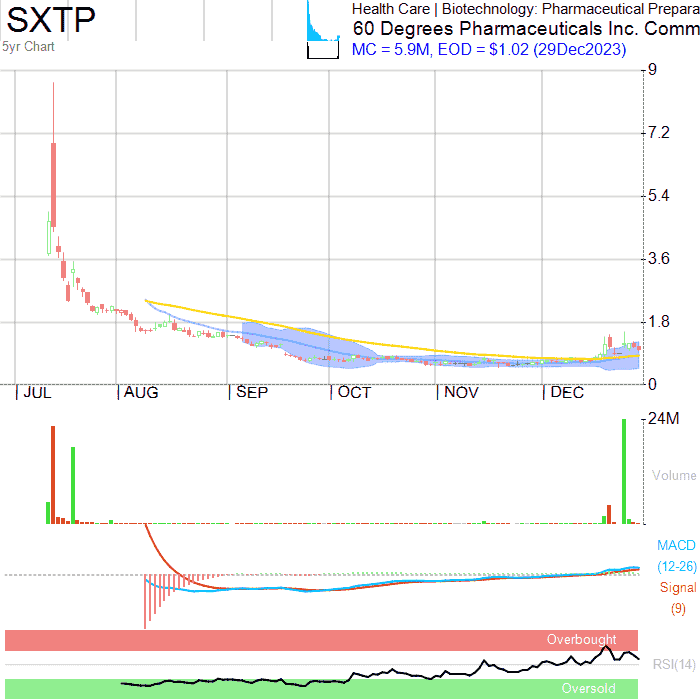 SXTP
5yr Chart
Health Care | Biotechnology: Pharmaceutical Prepara
60 Degrees Pharmaceuticals Inc. Comm
MC = 5.9M, EOD = $1.02 (29Dec2023)
9
7.2
5.4
3.6
1.8
0
JUL
AUG
SEP
OCT
NOV
DEC
24M
Volume
MACD
(12-26)
Signal
(9)
Overbought
RSI(14)
Oversold